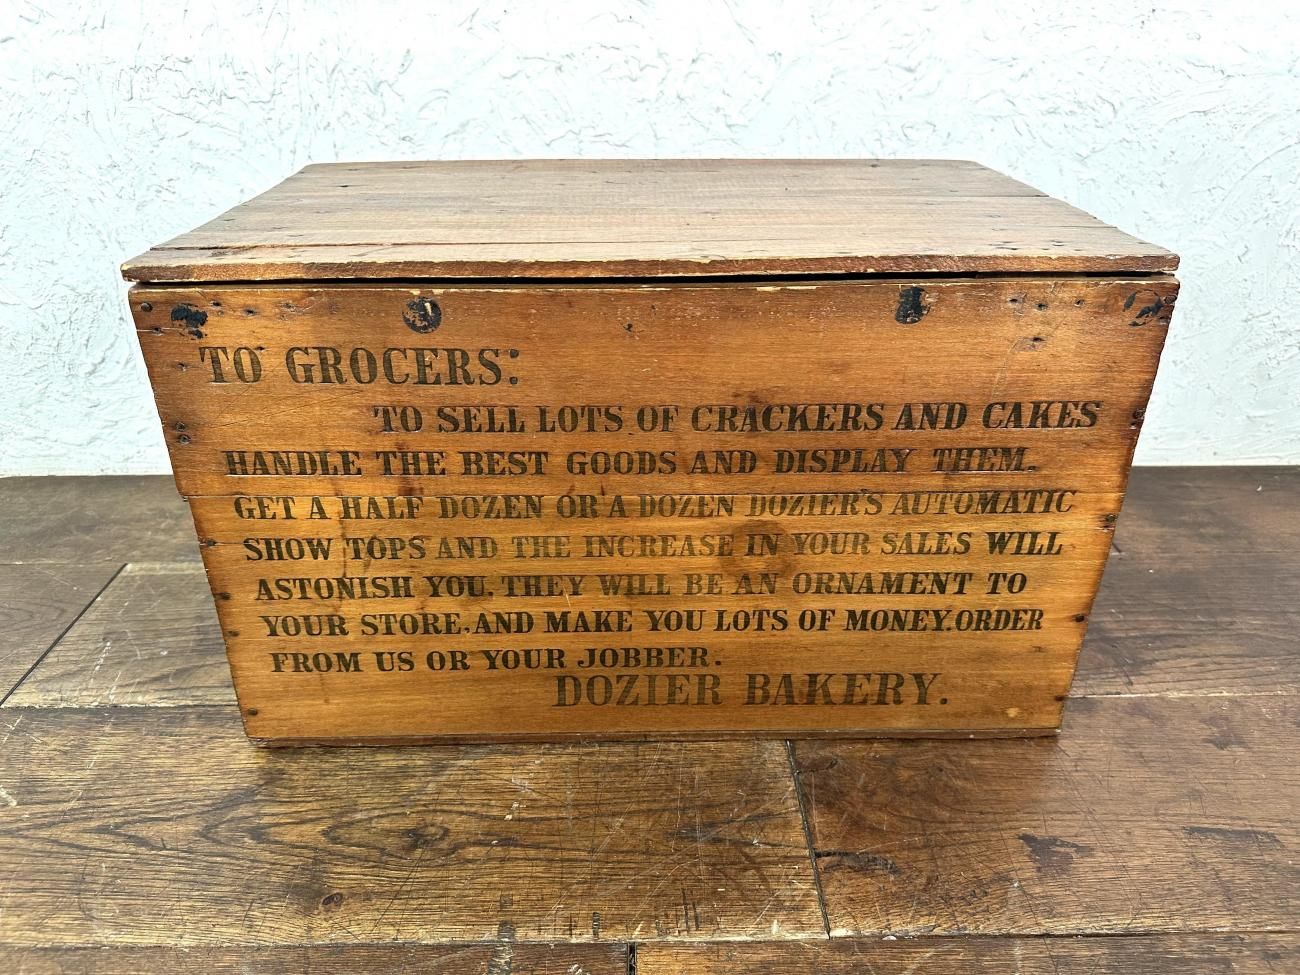 TO GROCERS:
TO SELL LOTS OF CRACKERS AND CAKES
HANDLE THE BEST GOODS AND DISPLAY THEM.
GET A HALF DOZEN OR A DOZEN DOZIER'S AUTOMATIC
SHOW TOPS AND THE INCREASE IN YOUR SALES WILL
ASTONISH YOU. THEY WILL BE AN ORNAMENT TO
YOUR STORE, AND MAKE YOU LOTS OF MONEY. ORDER
FROM US OR YOUR JOBBER.
DOZIER BAKERY.